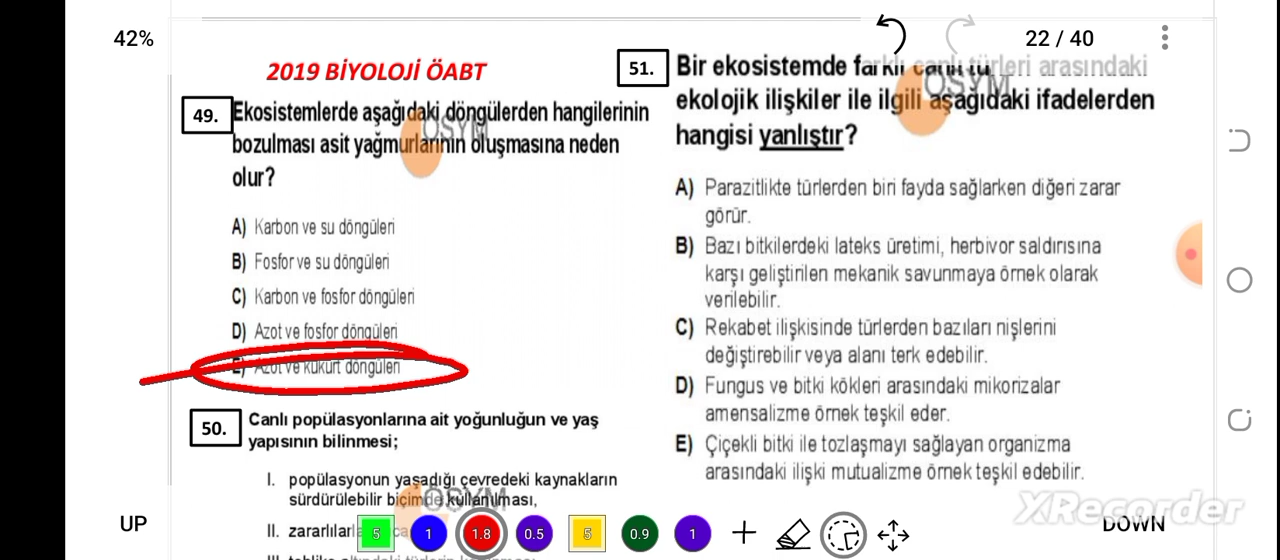 42%
22 / 40
2019 BİYOLOJİ ÖABT
49. Ekosistemlerde aşağıdaki döngülerden hangilerinin
bozulması asit yağmurlarının oluşmasına neden
olur?
A) Karbon ve su döngüleri
B) Fosfor ve su döngüleri
C) Karbon ve fosfor döngüleri
D) Azot ve fosfor döngüleri
E) Azot ve kükürt döngüleri
50. Canlı popülasyonlarına ait yoğunluğun ve yaş
yapısının bilinmesi;
I. popülasyonun yaşadığı çevredeki kaynakların
sürdürülebilir biçimde kullanılması,
II.
51. Bir ekosistemde farklı canlı türleri arasındaki
ekolojik ilişkiler ile ilgili aşağıdaki ifadelerden
hangisi yanlıştır?
A) Parazitlikte türlerden biri fayda sağlarken diğeri zarar
görür.
B) Bazı bitkilerdeki lateks üretimi, herbivor saldırısına
karşı geliştirilen mekanik savunmaya örnek olarak
verilebilir.
C) Rekabet ilişkisinde türlerden bazıları nişlerini
değiştirebilir veya alanı terk edebilir.
D) Fungus ve bitki kökleri arasındaki mikorizalar
amensalizme örnek teşkil eder.
E) Çiçekli bitki ile tozlaşmayı sağlayan organizma
arasındaki ilişki mutualizme örnek teşkil edebilir.
ÖSYM
ÖSYM
ÖSYM
XRecorder
UP
5 1 1.8 0.5 5 0.9 1
DOWN